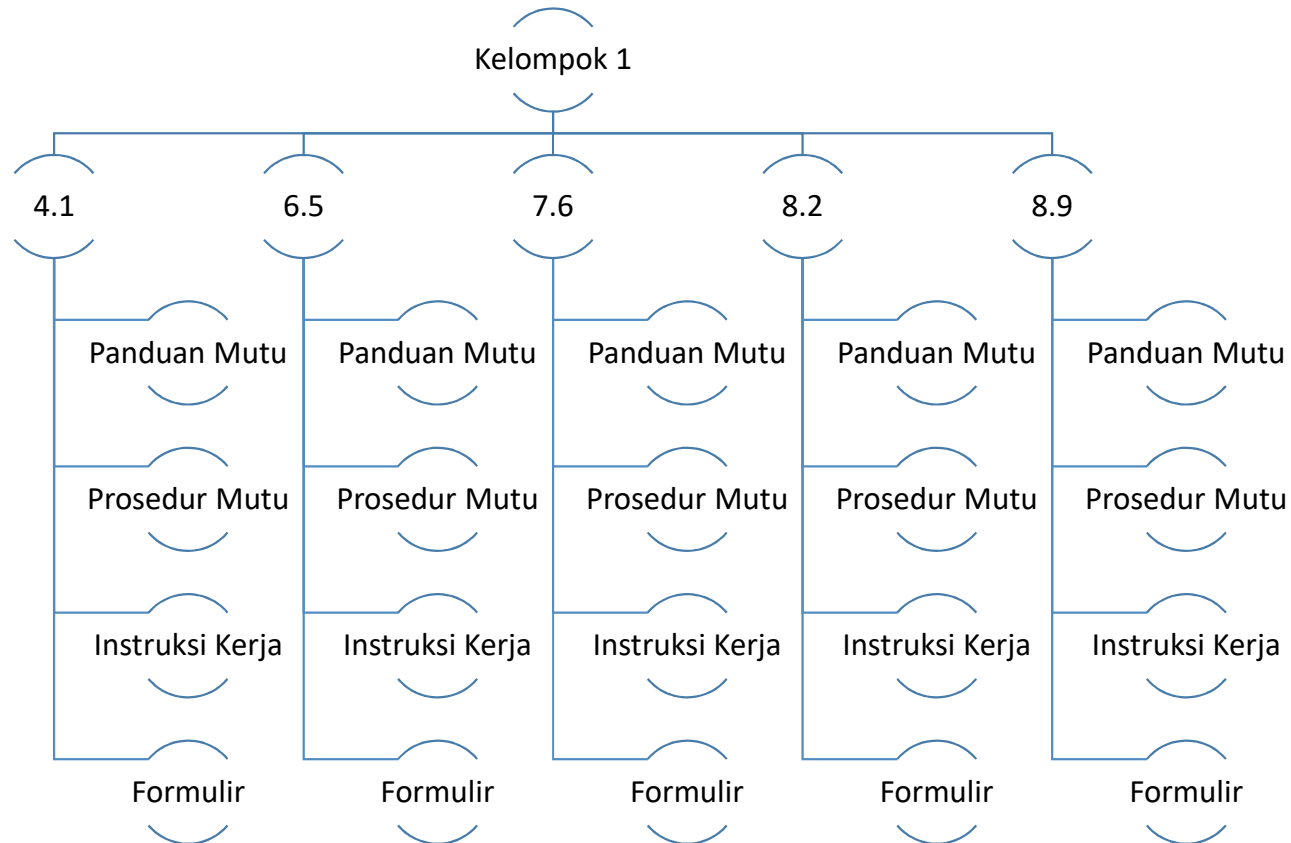 Kelompok 1
4.1
6.5
7.6
8.2
8.9
Panduan Mutu
Panduan Mutu
Panduan Mutu
Panduan Mutu
Panduan Mutu
Prosedur Mutu
Prosedur Mutu
Prosedur Mutu
Prosedur Mutu
Prosedur Mutu
Instruksi Kerja
Instruksi Kerja
Instruksi Kerja
Instruksi Kerja
Instruksi Kerja
Formulir
Formulir
Formulir
Formulir
Formulir